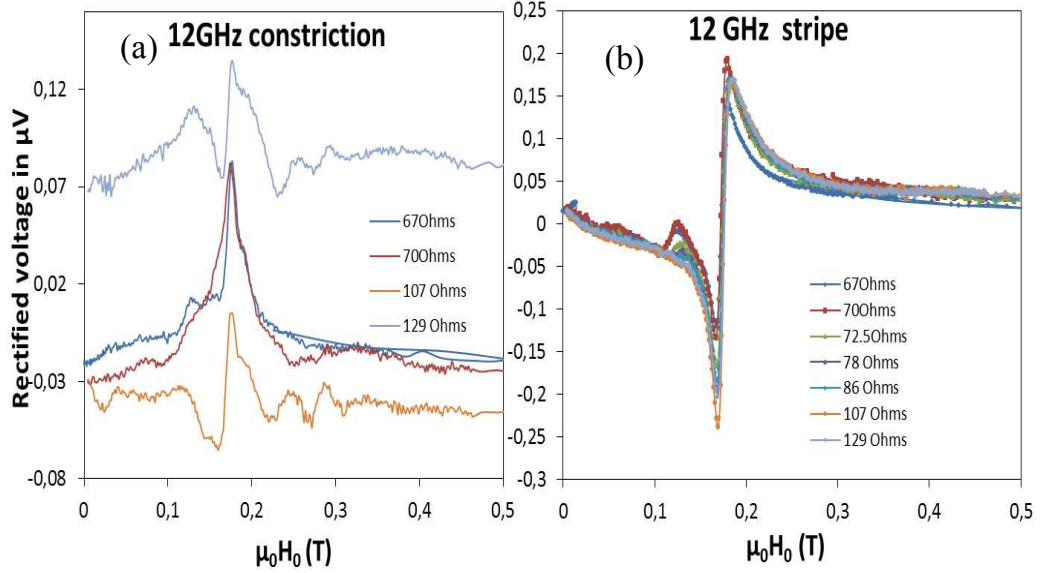 (a) 12GHz constriction
Rectified voltage in µV
0,12
0,07
0,02
-0,03
-0,08
67Ohms
70Ohms
107 Ohms
129 Ohms
0 0,1 0,2 0,3 0,4 0,5
µ₀H₀ (T)
(b) 12 GHz stripe
0,25
0,2
0,15
0,1
0,05
0
-0,05
-0,1
-0,15
-0,2
-0,25
-0,3
67Ohms
70Ohms
72.5Ohms
78 Ohms
86 Ohms
107 Ohms
129 Ohms
0 0,1 0,2 0,3 0,4 0,5
µ₀H₀ (T)